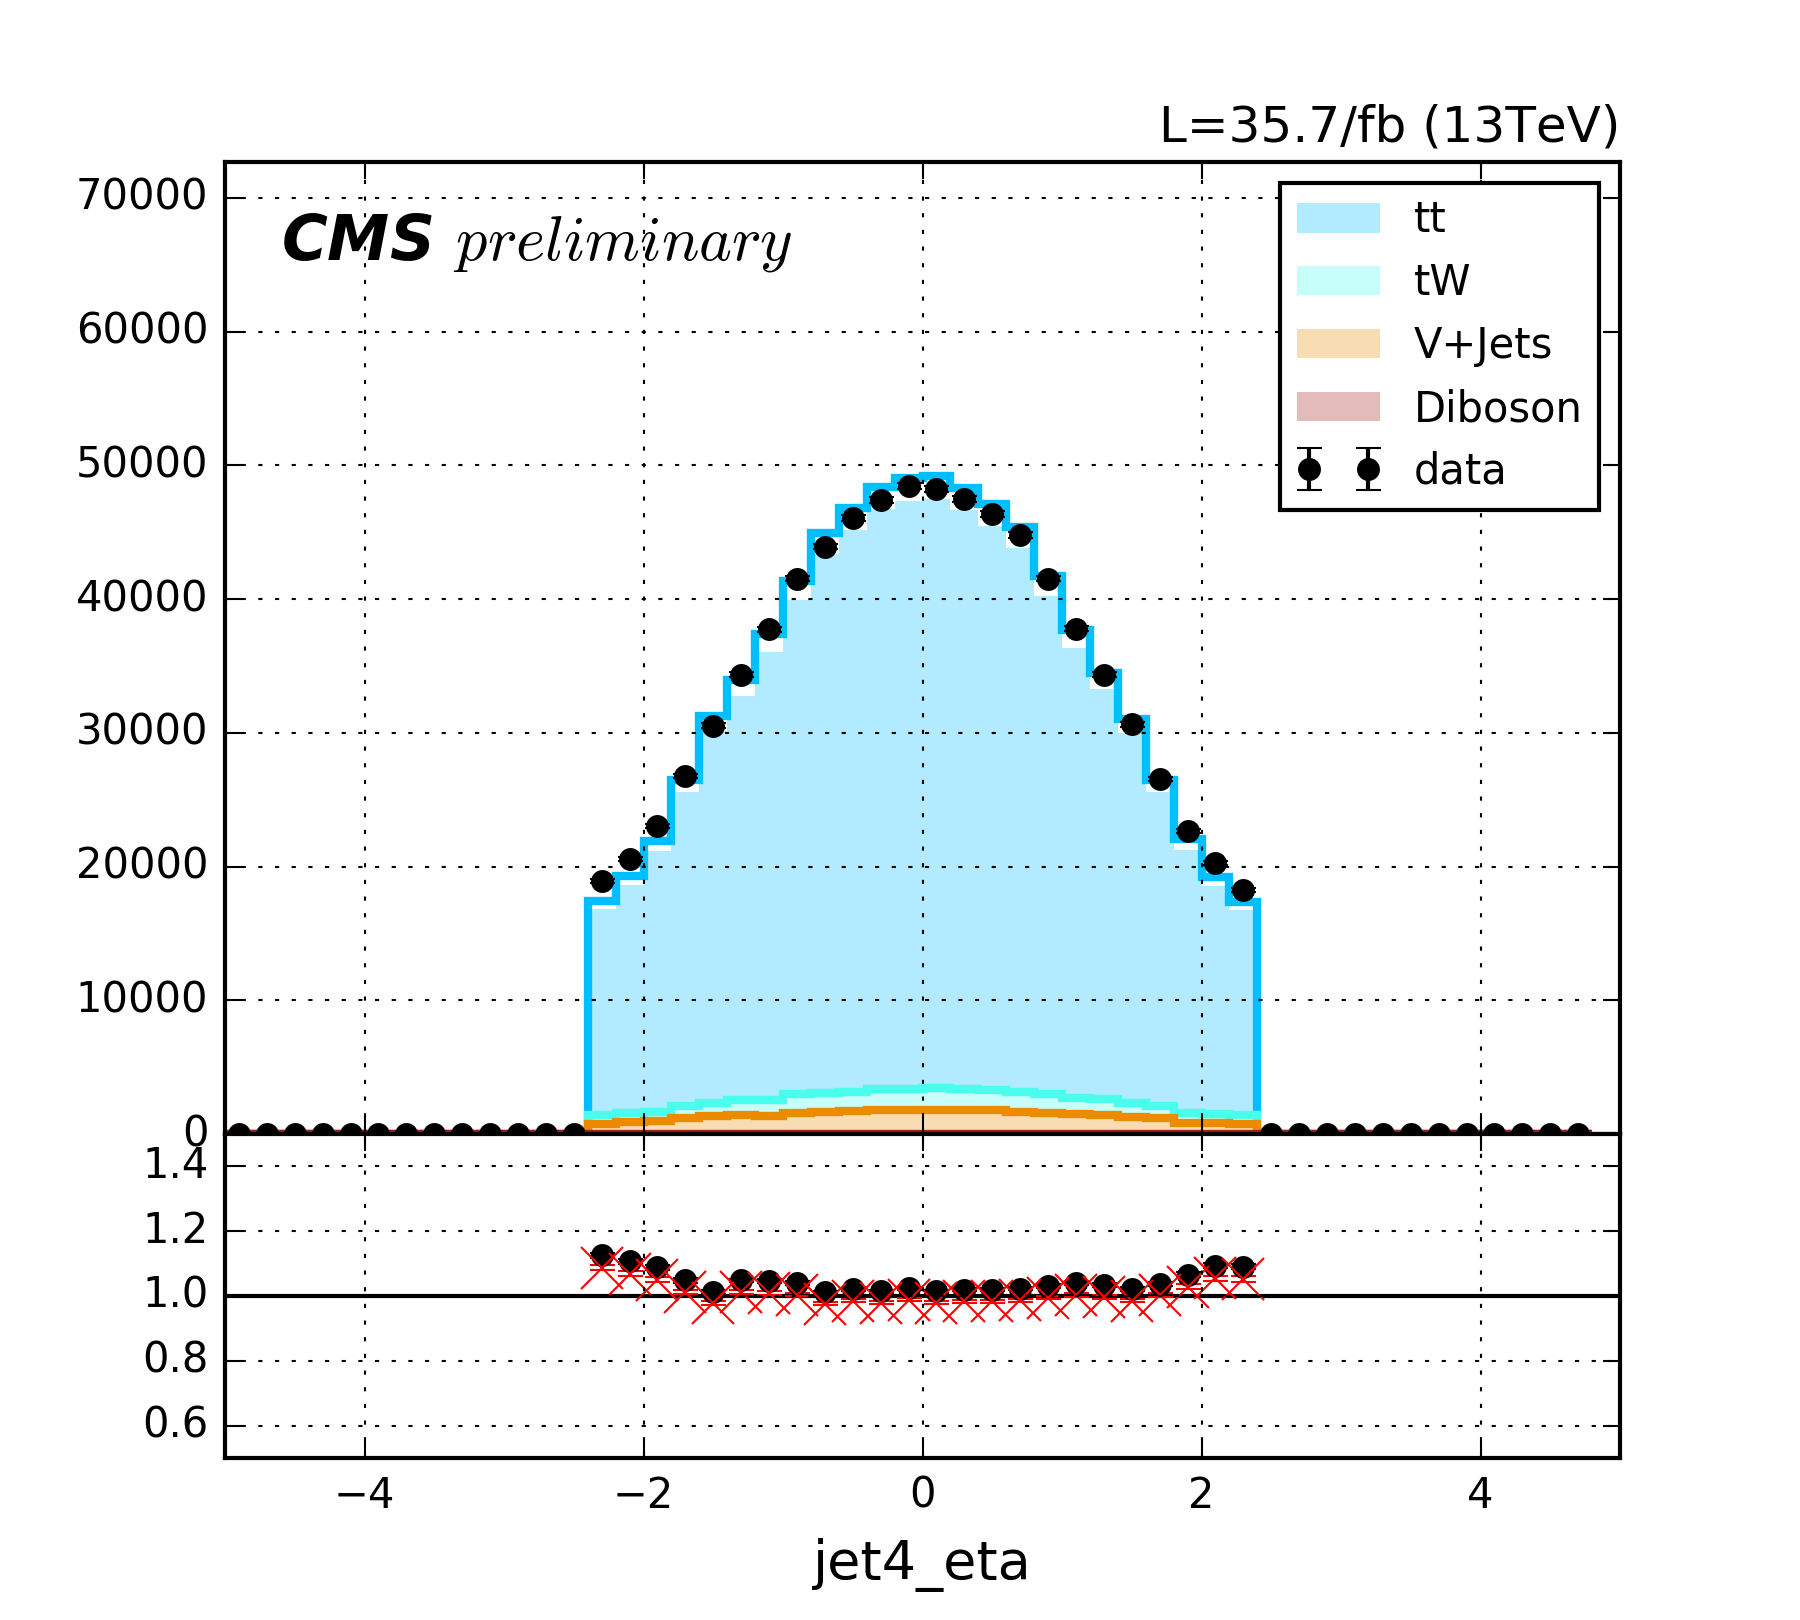 L=35.7/fb (13TeV)
CMS preliminary
tt
tW
V+Jets
Diboson
data
70000
60000
50000
40000
30000
20000
10000
0
1.4
1.2
1.0
0.8
0.6
−4 −2 0 2 4
jet4_eta